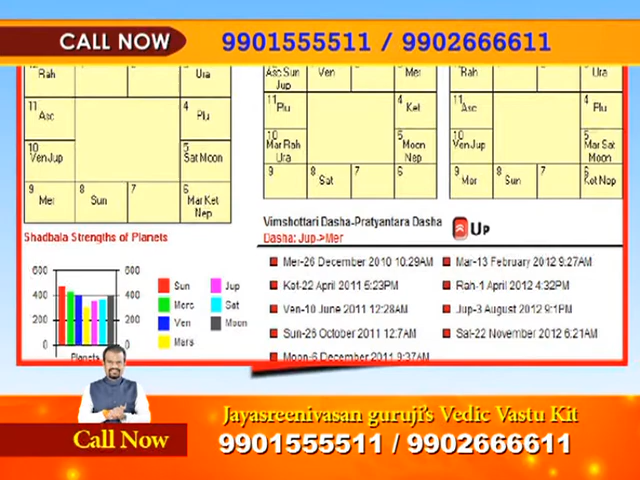 CALL NOW 9901555511 / 9902666611
12 Rah Ura
Asc Sun Jup Ven Mer
Rah Ura
11 Asc 4 Plu
11 Plu 4 Ket
11 Asc 4 Plu
10 Ven Jup 5 Sat Moon
10 Mar Rah Ura 5 Moon Nep
10 Ven Jup 5 Mar Sat Moon
9 Mer 8 Sun 7 6 Mar Ket Nep
9 8 Sat 7 6
9 Mer 8 Sun 7 6 Ket Nep
Shadbala Strengths of Planets
600 400 200 0
600 400 200 0
Planets
Sun Jup
Merc Sat
Ven Moon
Mars
Vimshottari Dasha-Pratyantara Dasha
Dasha: Jup->Mer
Up
Mer-26 December 2010 10.29AM Mar-13 February 2012 9:27AM
Ket-22 April 2011 5:23PM Rah-1 April 2012 4:32PM
Ven-10 June 2011 12:28AM Jup-3 August 2012 9:1PM
Sun-26 October 2011 12.7AM Sat-22 November 2012 6:21AM
Moon-6 December 2011 9:37AM
Jayasreenivasan guruji's Vedic Vastu Kit
Call Now 9901555511 / 9902666611